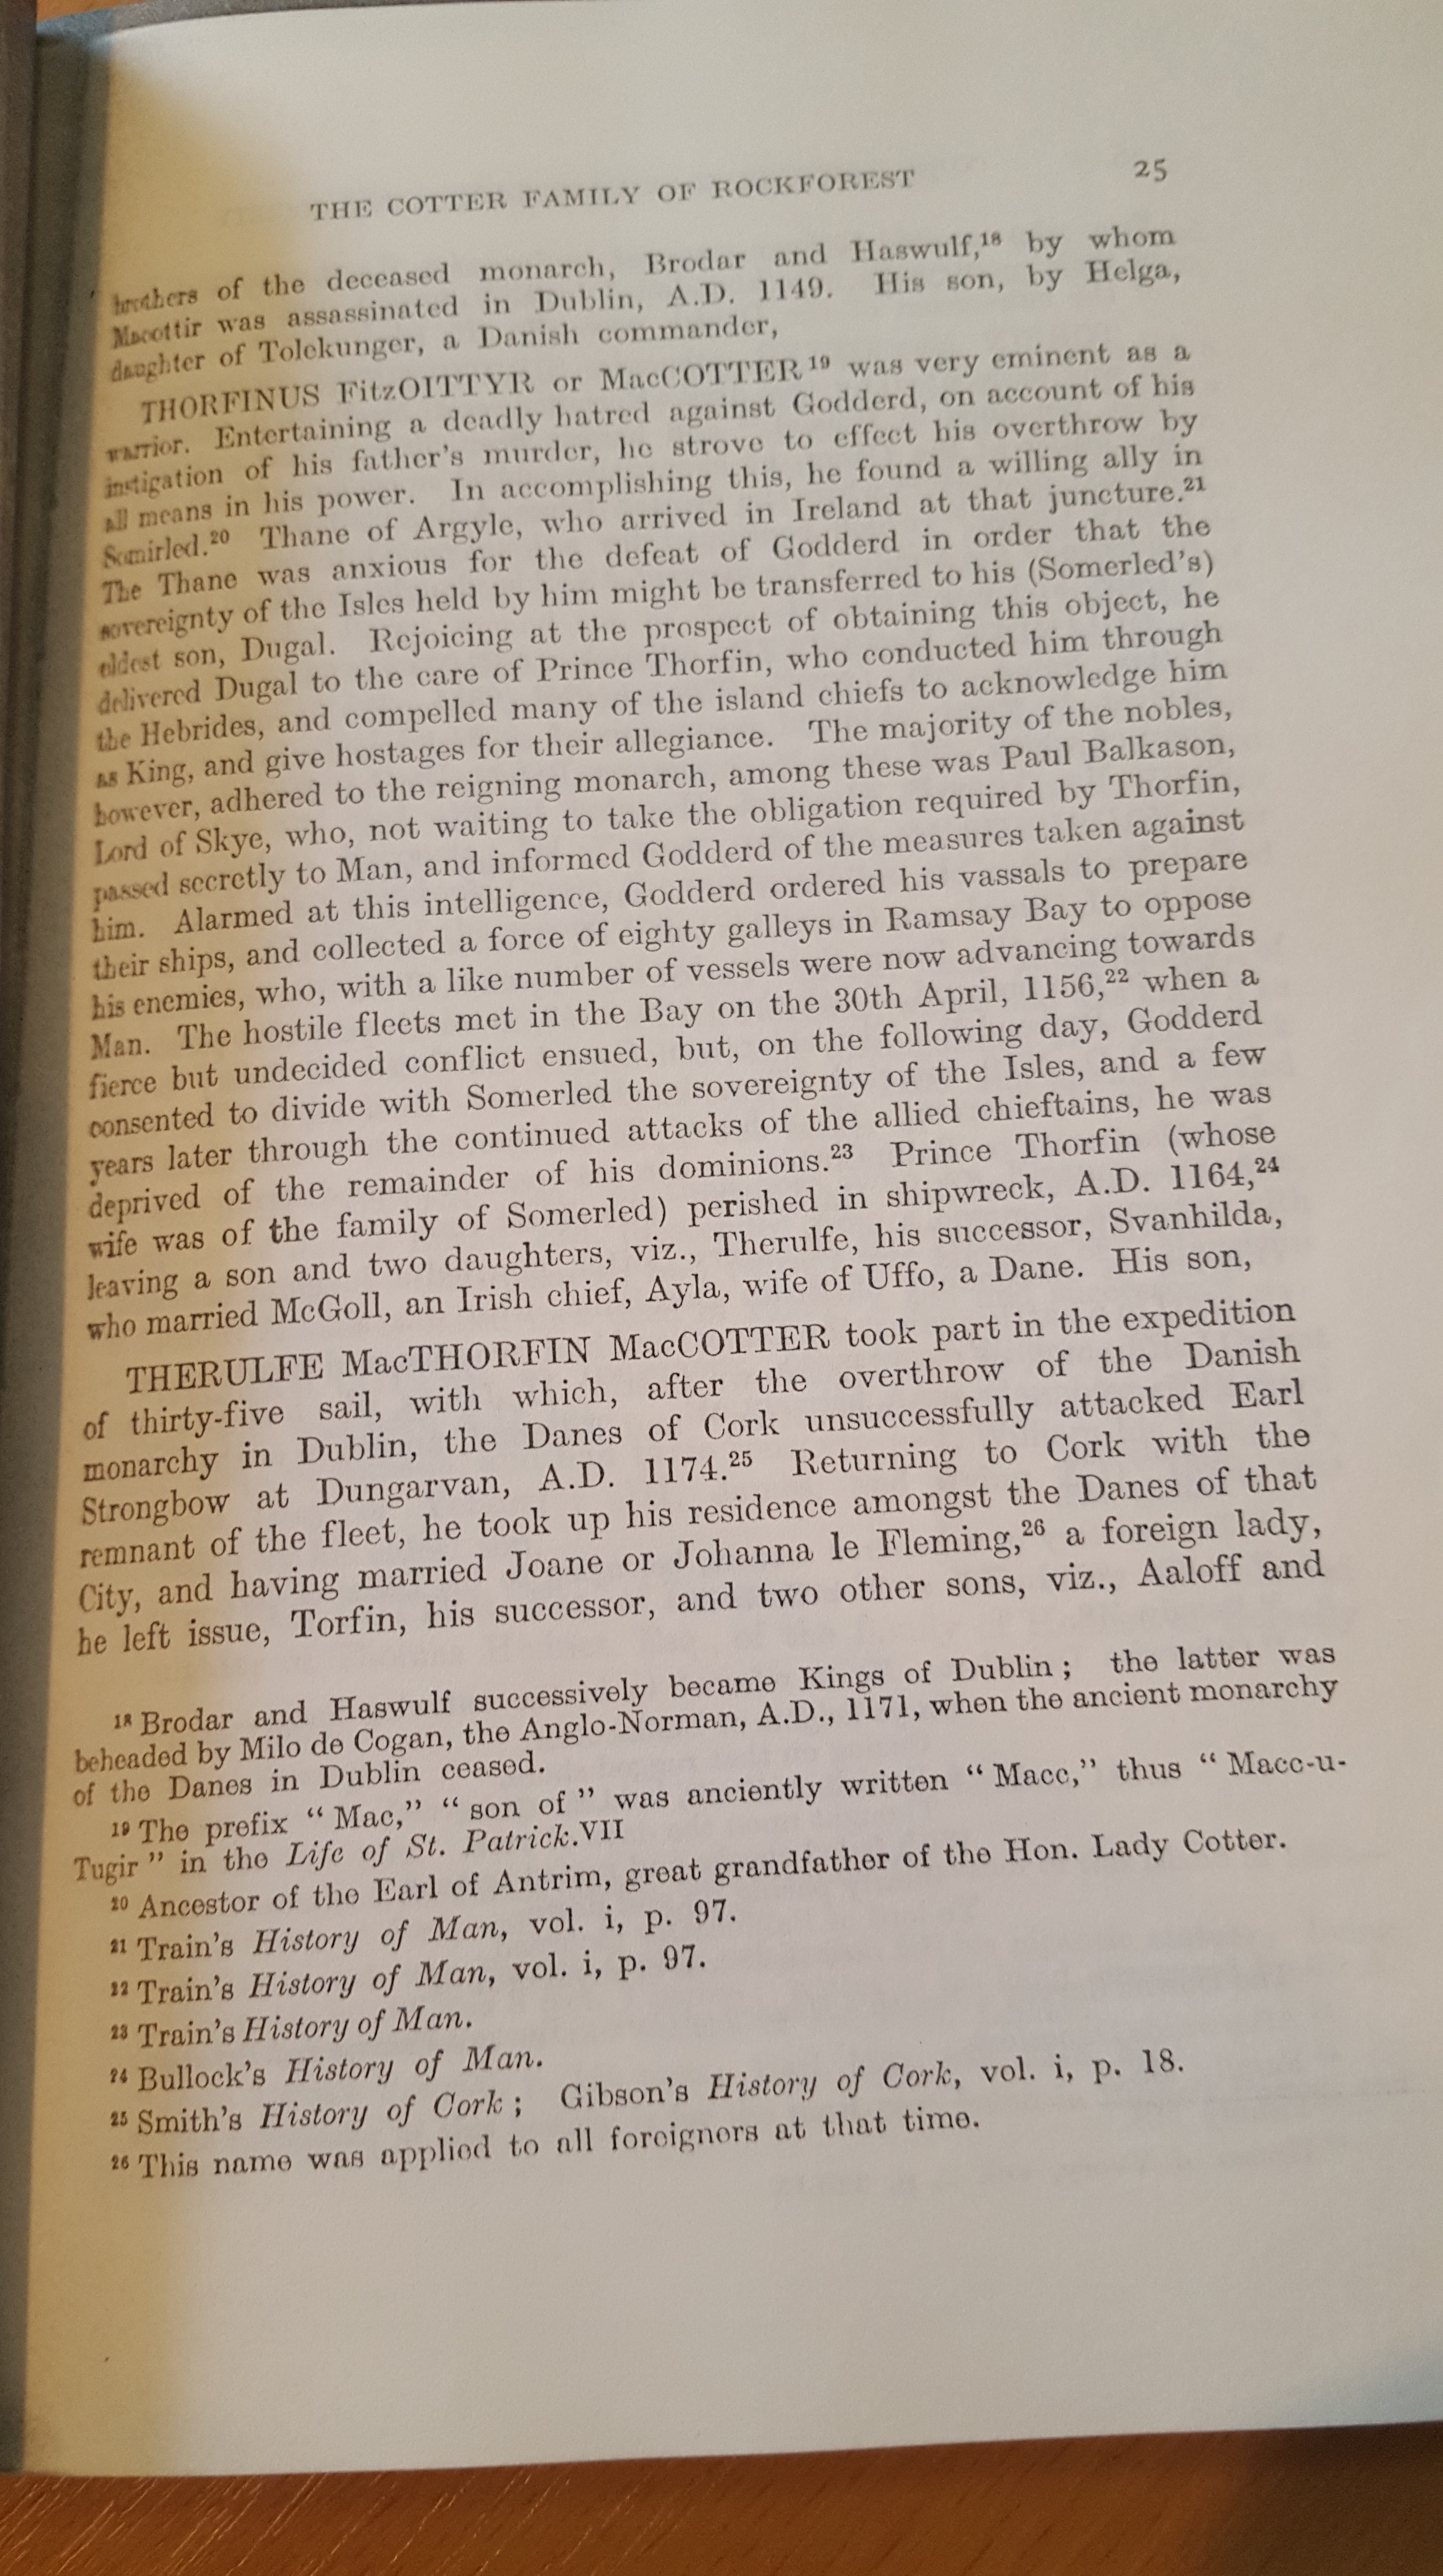 THE COTTER FAMILY OF ROCKFOREST 25
brothers of the deceased monarch, Brodar and Haswulf,¹⁸ by whom
Macottir was assassinated in Dublin, A.D. 1149. His son, by Helga,
daughter of Tolekunger, a Danish commander,
THORFINUS FitzOITTYR or MacCOTTER¹⁹ was very eminent as a
warrior. Entertaining a deadly hatred against Godderd, on account of his
instigation of his father's murder, he strove to effect his overthrow by
all means in his power. In accomplishing this, he found a willing ally in
Somirled.²⁰ Thane of Argyle, who arrived in Ireland at that juncture.²¹
The Thane was anxious for the defeat of Godderd in order that the
sovereignty of the Isles held by him might be transferred to his (Somerled's)
eldest son, Dugal. Rejoicing at the prospect of obtaining this object, he
delivered Dugal to the care of Prince Thorfin, who conducted him through
the Hebrides, and compelled many of the island chiefs to acknowledge him
as King, and give hostages for their allegiance. The majority of the nobles,
however, adhered to the reigning monarch, among these was Paul Balkason,
Lord of Skye, who, not waiting to take the obligation required by Thorfin,
passed secretly to Man, and informed Godderd of the measures taken against
him. Alarmed at this intelligence, Godderd ordered his vassals to prepare
their ships, and collected a force of eighty galleys in Ramsay Bay to oppose
his enemies, who, with a like number of vessels were now advancing towards
Man. The hostile fleets met in the Bay on the 30th April, 1156,²² when a
fierce but undecided conflict ensued, but, on the following day, Godderd
consented to divide with Somerled the sovereignty of the Isles, and a few
years later through the continued attacks of the allied chieftains, he was
deprived of the remainder of his dominions.²³ Prince Thorfin (whose
wife was of the family of Somerled) perished in shipwreck, A.D. 1164,²⁴
leaving a son and two daughters, viz., Therulfe, his successor, Svanhilda,
who married McGoll, an Irish chief, Ayla, wife of Uffo, a Dane. His son,
THERULFE MacTHORFIN MacCOTTER took part in the expedition
of thirty-five sail, with which, after the overthrow of the Danish
monarchy in Dublin, the Danes of Cork unsuccessfully attacked Earl
Strongbow at Dungarvan, A.D. 1174.²⁵ Returning to Cork with the
remnant of the fleet, he took up his residence amongst the Danes of that
City, and having married Joane or Johanna le Fleming,²⁶ a foreign lady,
he left issue, Torfin, his successor, and two other sons, viz., Aaloff and
¹⁸ Brodar and Haswulf successively became Kings of Dublin; the latter was
beheaded by Milo de Cogan, the Anglo-Norman, A.D., 1171, when the ancient monarchy
of the Danes in Dublin ceased.
¹⁹ The prefix "Mac," "son of" was anciently written "Macc," thus "Macc-u-
Tugir" in the Life of St. Patrick.VII
²⁰ Ancestor of the Earl of Antrim, great grandfather of the Hon. Lady Cotter.
²¹ Train's History of Man, vol. i, p. 97.
²² Train's History of Man, vol. i, p. 97.
²³ Train's History of Man.
²⁴ Bullock's History of Man.
²⁵ Smith's History of Cork; Gibson's History of Cork, vol. i, p. 18.
²⁶ This name was applied to all foreignors at that time.